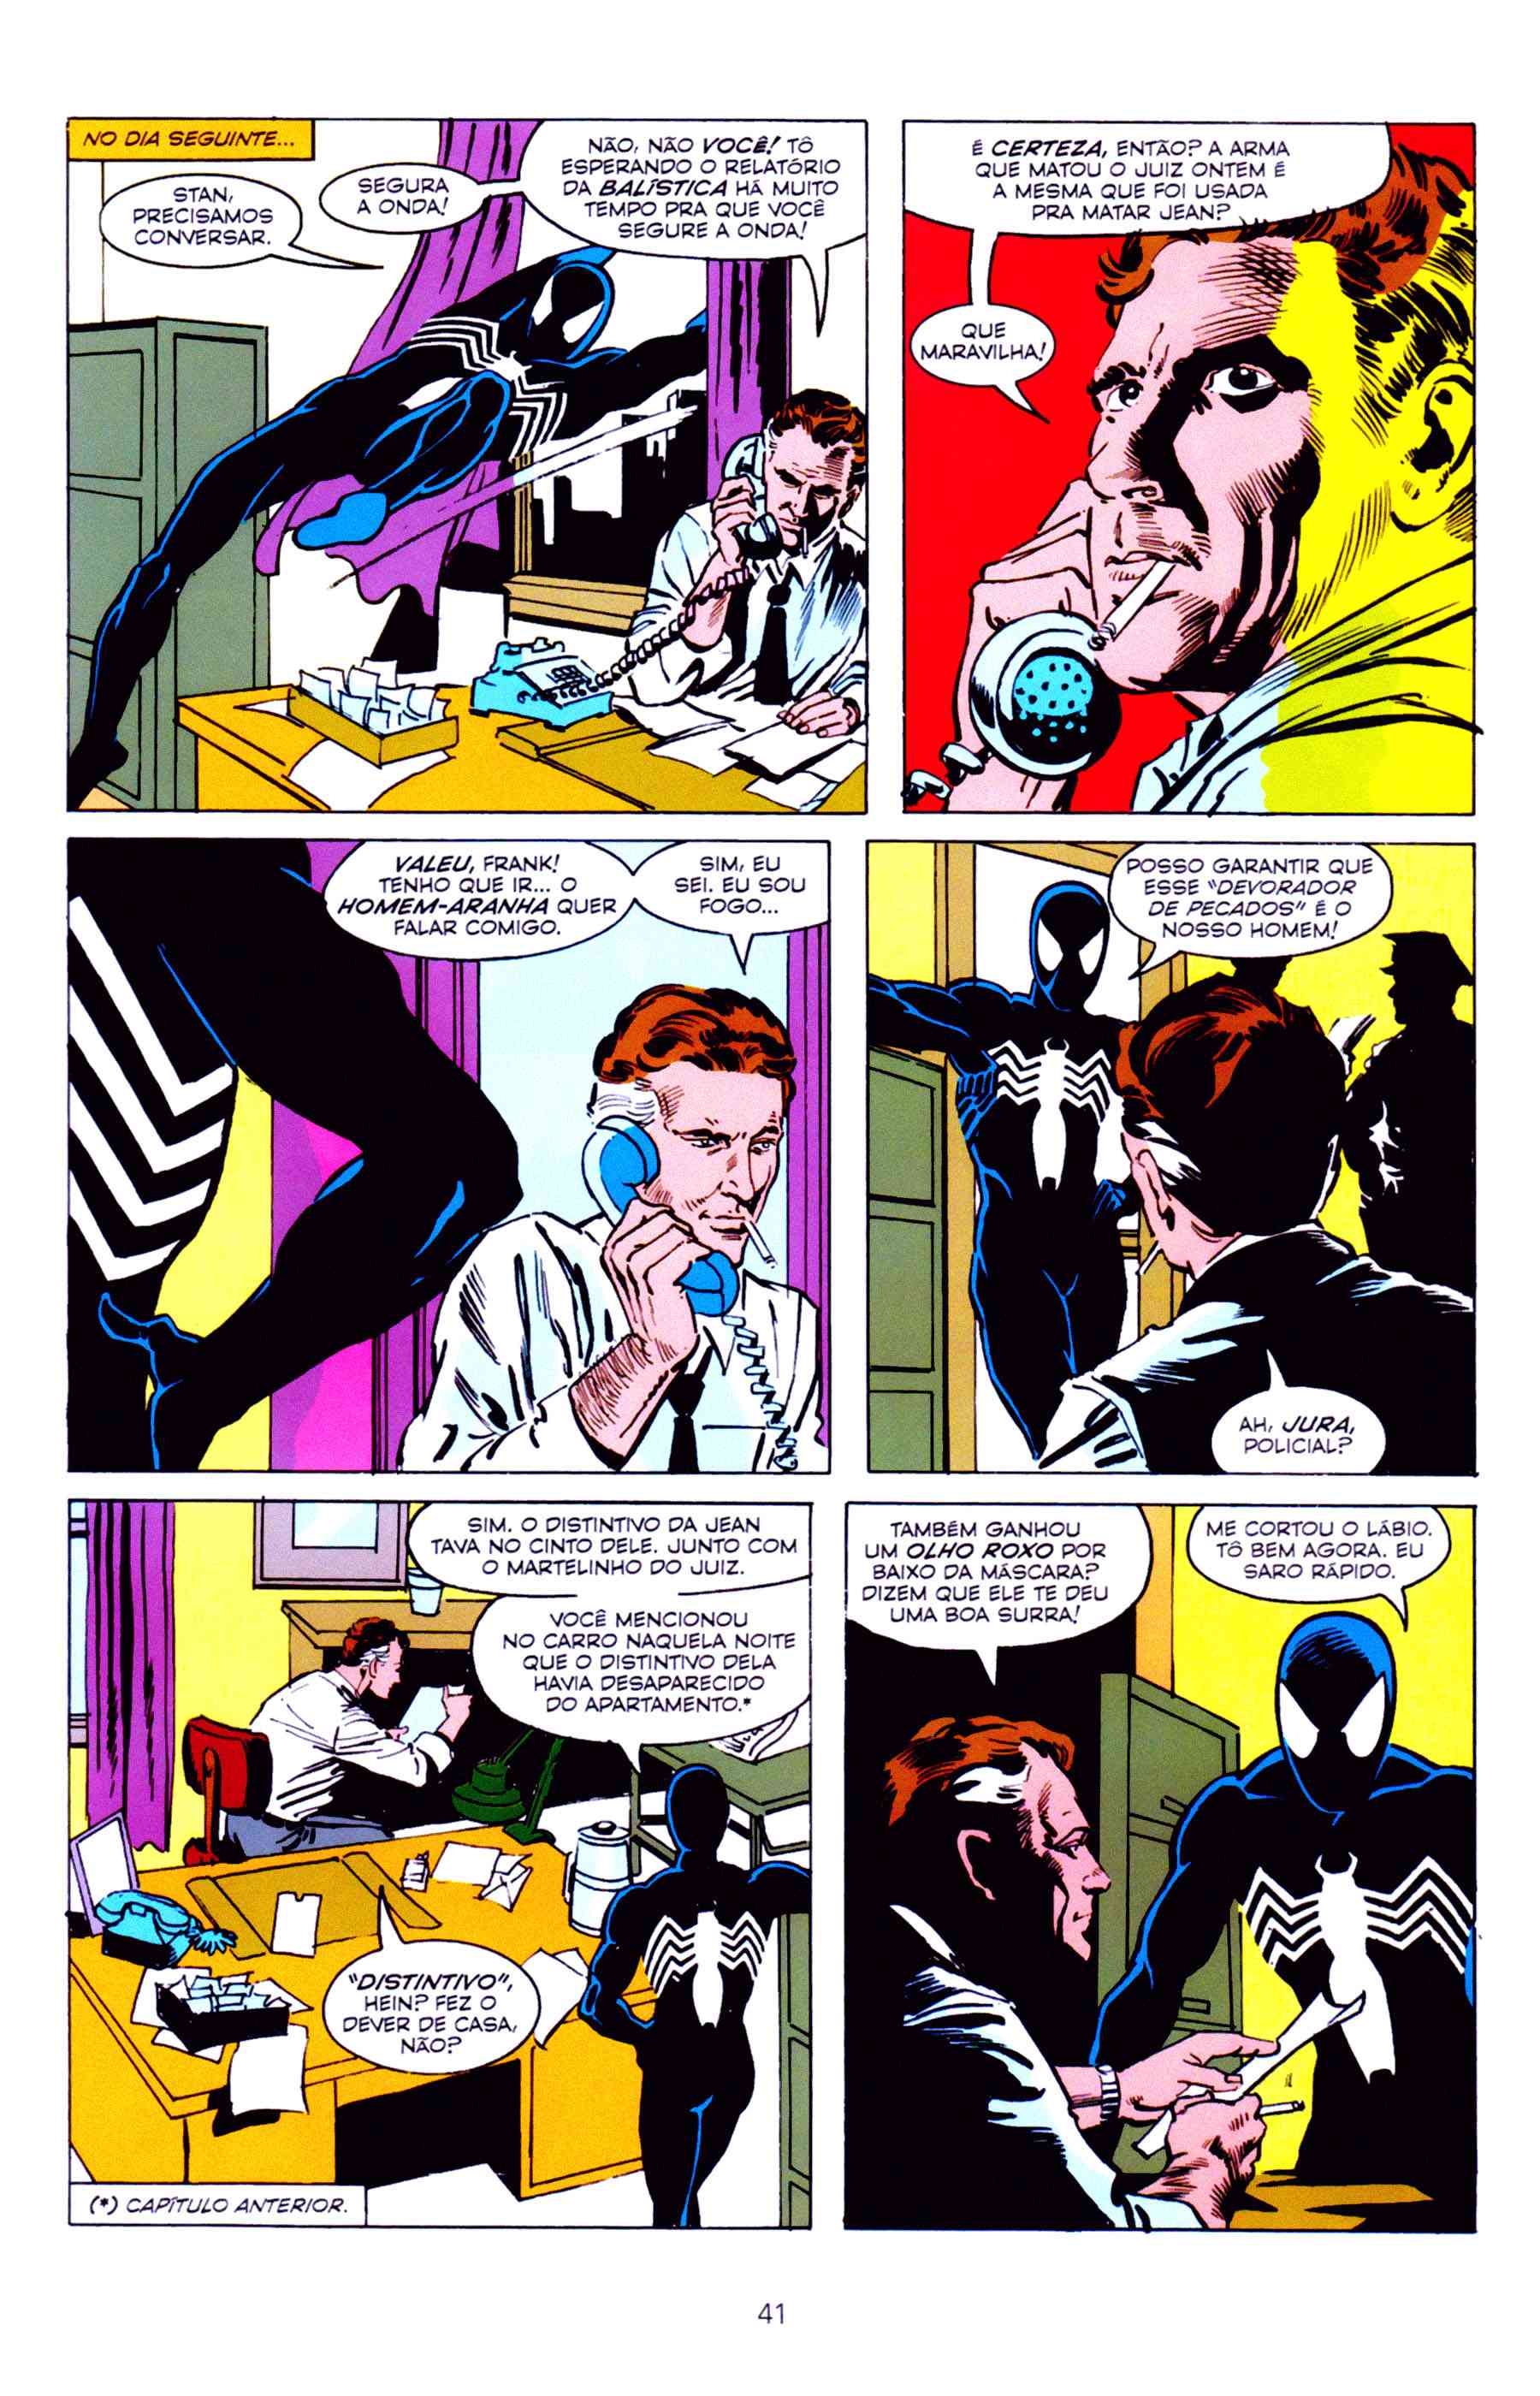 NO DIA SEGUINTE...
STAN,
PRECISAMOS
CONVERSAR.
SEGURA
A ONDA!
NÃO, NÃO VOCÊ! TÔ
ESPERANDO O RELATÓRIO
DA BALÍSTICA HÁ MUITO
TEMPO PRA QUE VOCÊ
SEGURE A ONDA!
É CERTEZA, ENTÃO? A ARMA
QUE MATOU O JUIZ ONTEM É
A MESMA QUE FOI USADA
PRA MATAR JEAN?
QUE
MARAVILHA!
VALEU, FRANK!
TENHO QUE IR... O
HOMEM-ARANHA QUER
FALAR COMIGO.
SIM, EU
SEI. EU SOU
FOGO...
POSSO GARANTIR QUE
ESSE "DEVORADOR
DE PECADOS" É O
NOSSO HOMEM!
AH, JURA,
POLICIAL?
SIM. O DISTINTIVO DA JEAN
TAVA NO CINTO DELE. JUNTO COM
O MARTELINHO DO JUIZ.
VOCÊ MENCIONOU
NO CARRO NAQUELA NOITE
QUE O DISTINTIVO DELA
HAVIA DESAPARECIDO
DO APARTAMENTO.*
"DISTINTIVO",
HEIN? FEZ O
DEVER DE CASA,
NÃO?
(*) CAPÍTULO ANTERIOR.
TAMBÉM GANHOU
UM OLHO ROXO POR
BAIXO DA MÁSCARA?
DIZEM QUE ELE TE DEU
UMA BOA SURRA!
ME CORTOU O LÁBIO.
TÔ BEM AGORA. EU
SARO RÁPIDO.
41